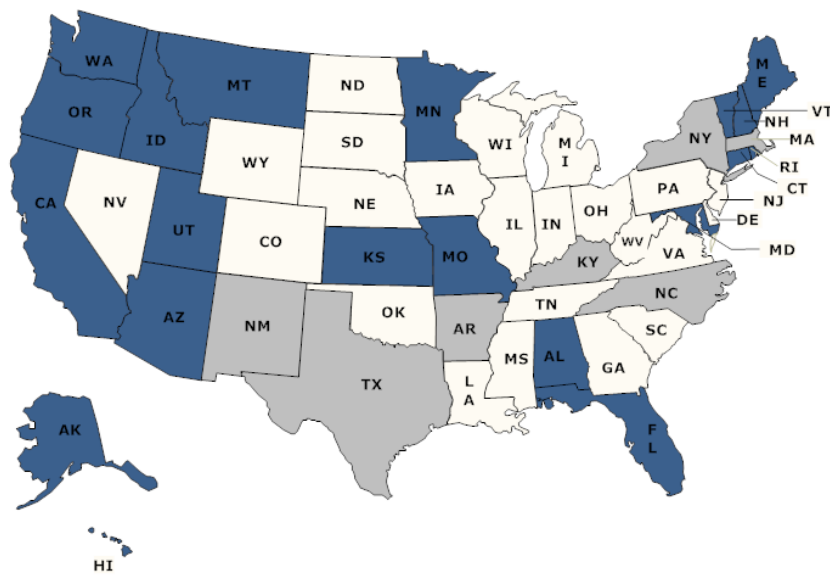 WA
MT
ND
MN
M
E
OR
ID
WY
SD
WI
M
I
NY
VT
NH
MA
RI
CT
CA
NV
UT
CO
NE
IA
IL
IN
OH
PA
NJ
DE
MD
KS
MO
KY
WV
VA
AZ
NM
OK
AR
TN
NC
TX
L
A
MS
AL
GA
SC
F
L
AK
HI